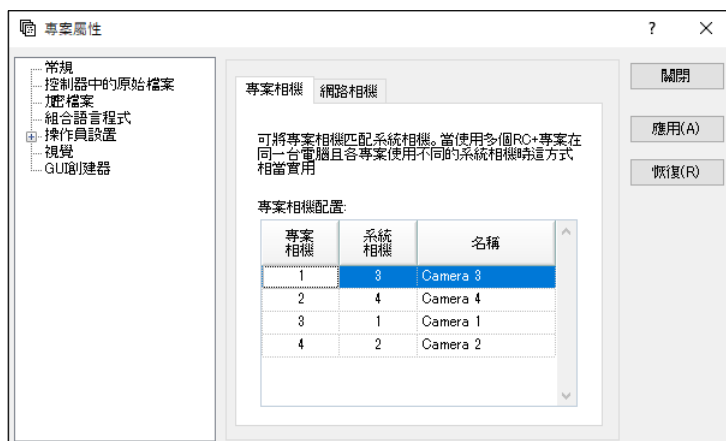 專案屬性
?
常規
控制器中的原始檔案
加密檔案
組合語言程式
操作員設置
視覺
GUI創建器
專案相機
網路相機
可將專案相機匹配系統相機。當使用多個RC+專案在
同一台電腦且各專案使用不同的系統相機時這方式
相當實用
專案相機配置:
專案相機 系統相機 名稱
1 3 Camera 3
2 4 Camera 4
3 1 Camera 1
4 2 Camera 2
關閉
應用(A)
恢復(R)